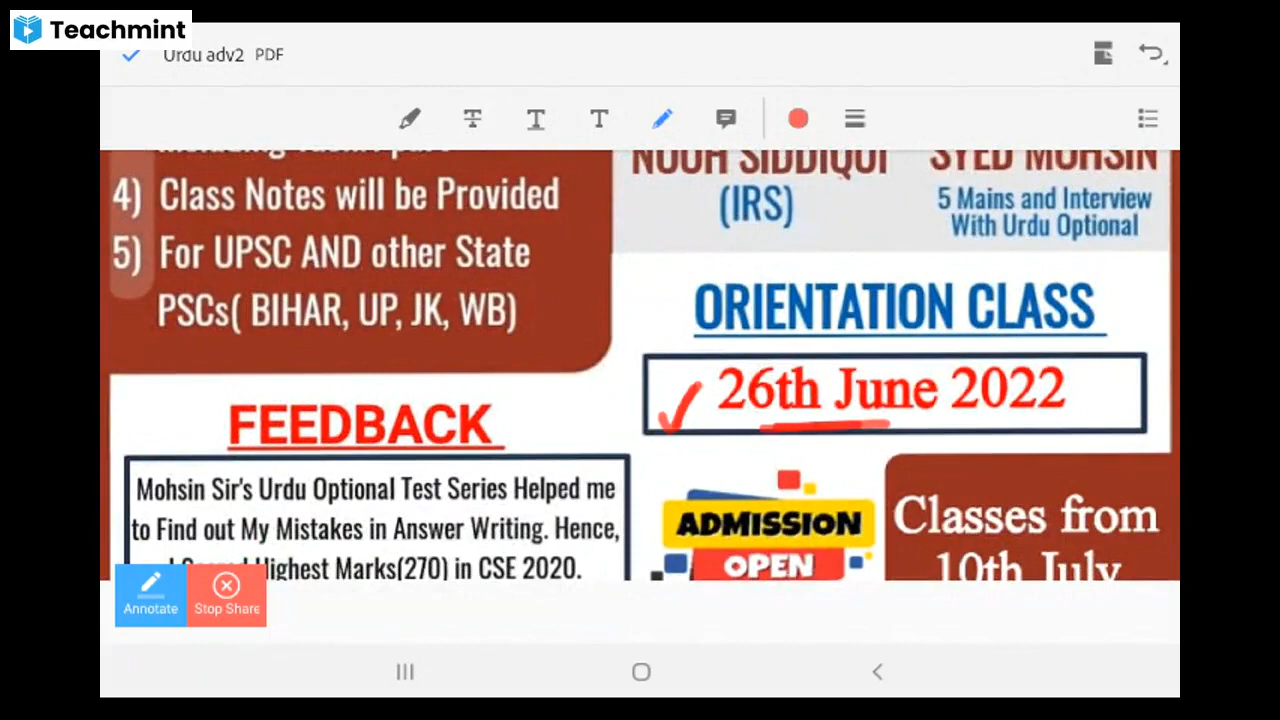 Teachmint
Urdu adv2 PDF
NOOH SIDDIQUI
(IRS)
SYED MOHSIN
5 Mains and Interview
With Urdu Optional
4) Class Notes will be Provided
5) For UPSC AND other State
PSCs( BIHAR, UP, JK, WB)
ORIENTATION CLASS
26th June 2022
FEEDBACK
Mohsin Sir's Urdu Optional Test Series Helped me
to Find out My Mistakes in Answer Writing. Hence,
Highest Marks(270) in CSE 2020.
ADMISSION
OPEN
Classes from
10th July
Annotate
Stop Share